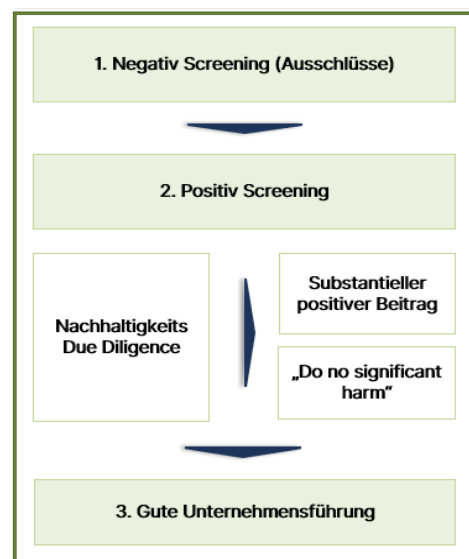 1. Negativ Screening (Ausschlüsse)
2. Positiv Screening
Nachhaltigkeits
Due Diligence
Substantieller
positiver Beitrag
„Do no significant
harm“
3. Gute Unternehmensführung